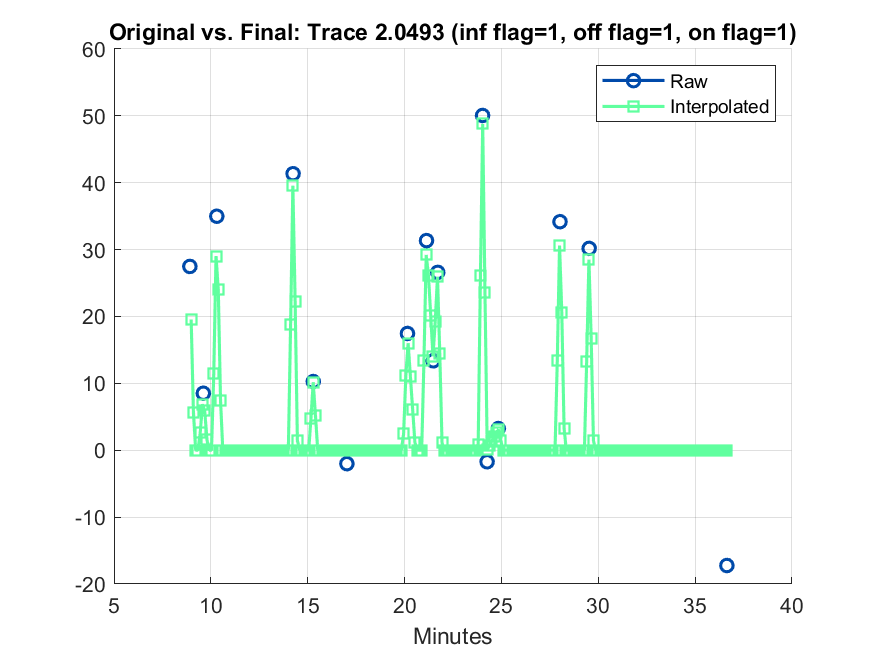 Original vs. Final: Trace 2.0493 (inf flag=1, off flag=1, on flag=1)
60
50
40
30
20
10
0
-10
-20
Raw
Interpolated
5 10 15 20 25 30 35 40
Minutes